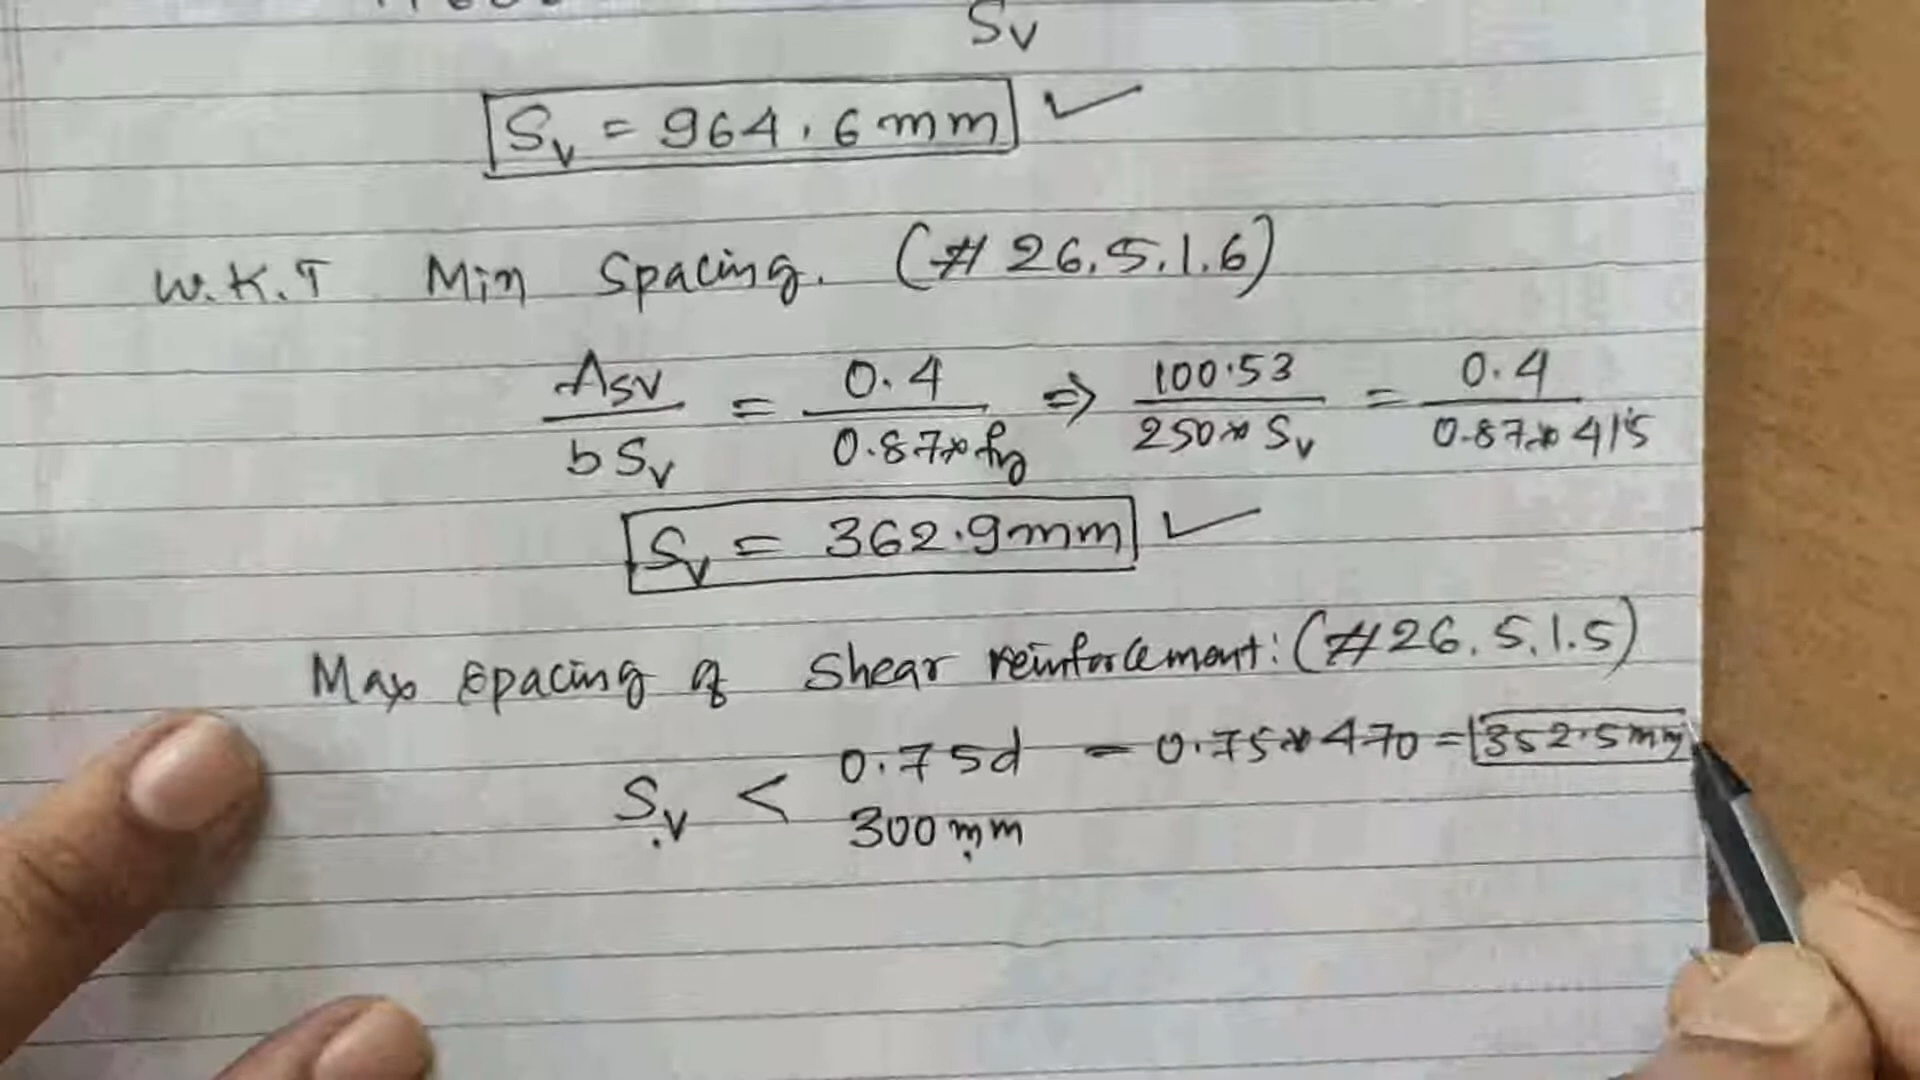 Sv
Sv = 964.6mm ✓
W.K.T Min Spacing. (# 26.5.1.6)
Asv / bSv = 0.4 / 0.87*fy ⇒ 100.53 / 250*Sv = 0.4 / 0.87*415
Sv = 362.9mm ✓
Max spacing of Shear reinforcement: (#26.5.1.5)
Sv < 0.75d = 0.75*470 = 352.5mm
300mm